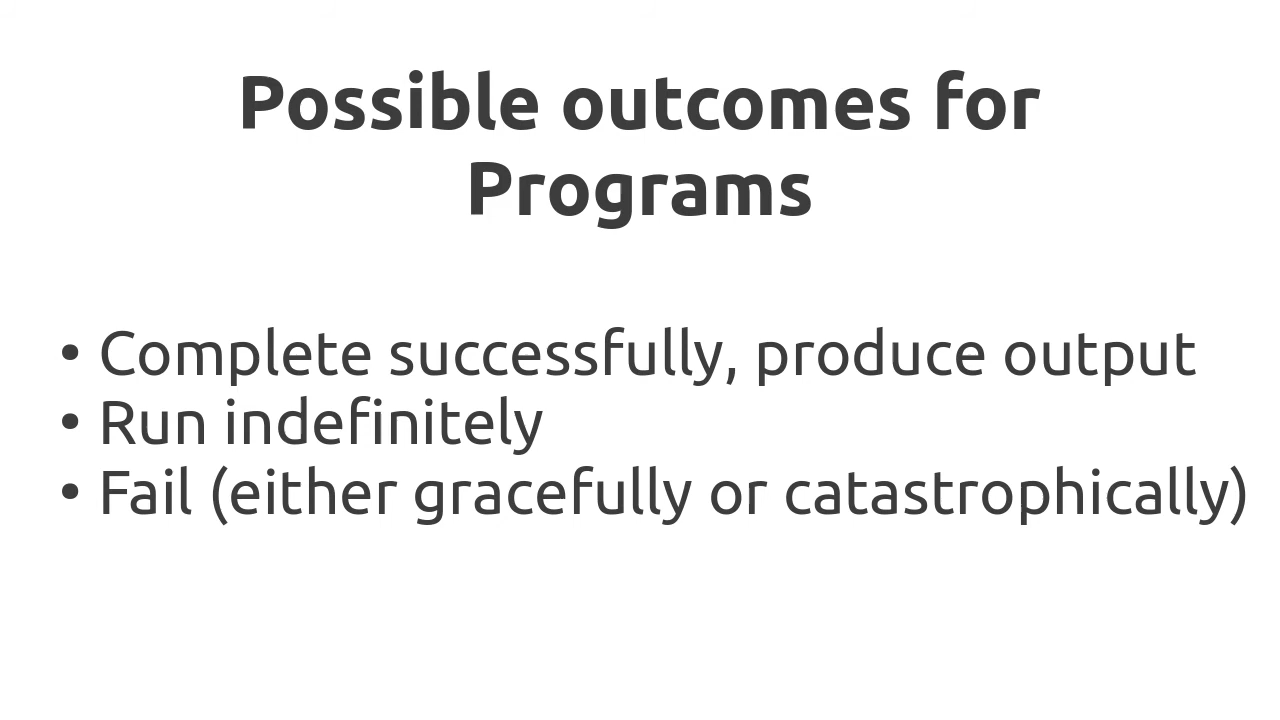 Possible outcomes for
Programs
• Complete successfully, produce output
• Run indefinitely
• Fail (either gracefully or catastrophically)